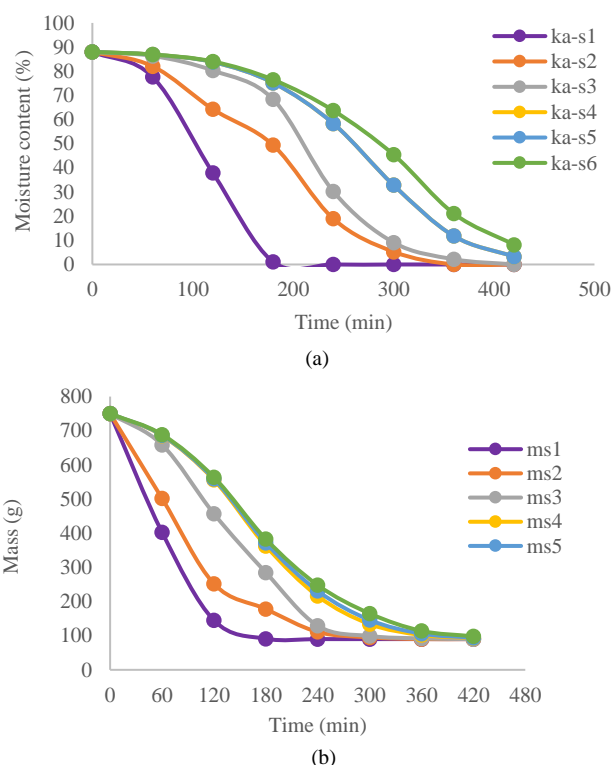 100
90
80
70
60
50
40
30
20
10
0
Moisture content (%)
0 100 200 300 400 500
Time (min)
ka-s1
ka-s2
ka-s3
ka-s4
ka-s5
ka-s6
(a)
800
700
600
500
400
300
200
100
0
Mass (g)
0 60 120 180 240 300 360 420 480
Time (min)
ms1
ms2
ms3
ms4
ms5
(b)